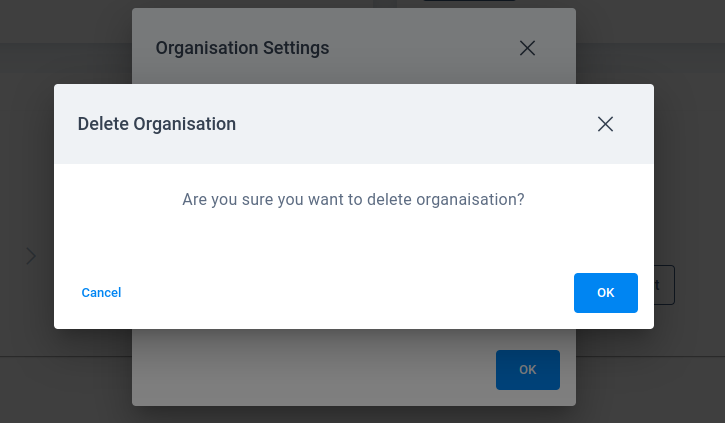 Organisation Settings
Delete Organisation
Are you sure you want to delete organaisation?
Cancel
OK
OK